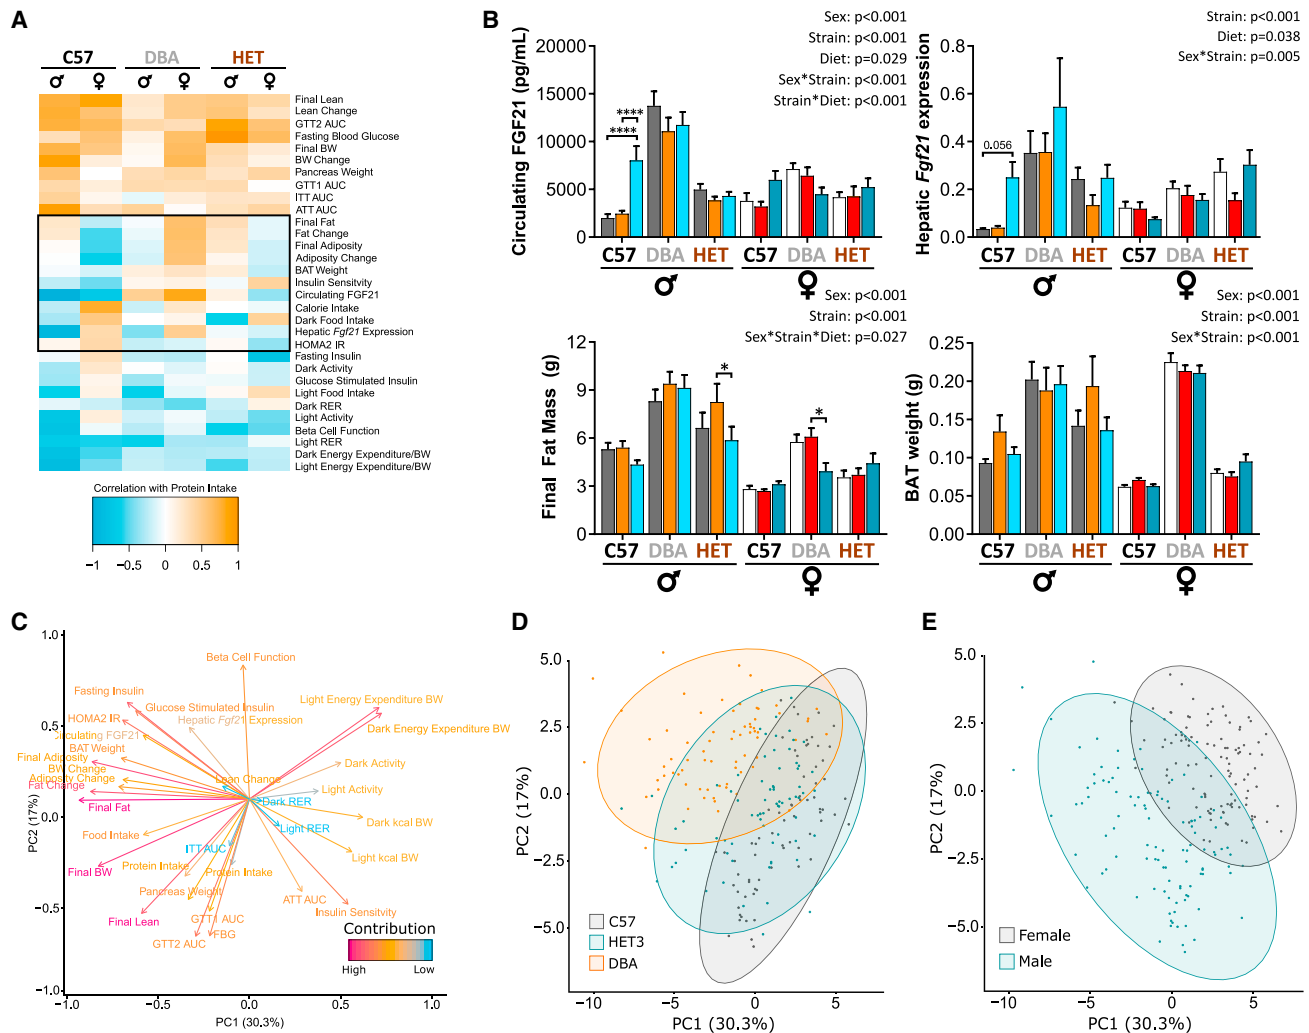 A
C57 DBA HET
♂ ♀ ♂ ♀ ♂ ♀
Final Lean
Lean Change
GTT2 AUC
Fasting Blood Glucose
Final BW
BW Change
Pancreas Weight
GTT1 AUC
ITT AUC
ATT AUC
Final Fat
Fat Change
Final Adiposity
Adiposity Change
BAT Weight
Insulin Sensitvity
Circulating FGF21
Calorie Intake
Dark Food Intake
Hepatic Fgf21 Expression
HOMA2 IR
Fasting Insulin
Dark Activity
Glucose Stimulated Insulin
Light Food Intake
Dark RER
Light Activity
Beta Cell Function
Light RER
Dark Energy Expenditure/BW
Light Energy Expenditure/BW
Correlation with Protein Intake
−1 −0.5 0 0.5 1
B
Sex: p<0.001
Strain: p<0.001
Diet: p=0.029
Sex*Strain: p<0.001
Strain*Diet: p<0.001
Circulating FGF21 (pg/mL)
20000
15000
10000
5000
0
****
****
C57 DBA HET C57 DBA HET
♂ ♀
Strain: p<0.001
Diet: p=0.038
Sex*Strain: p=0.005
Hepatic Fgf21 expression
0.8
0.6
0.4
0.2
0.0
0.056
C57 DBA HET C57 DBA HET
♂ ♀
Sex: p<0.001
Strain: p<0.001
Sex*Strain*Diet: p=0.027
Final Fat Mass (g)
12
9
6
3
0
*
*
C57 DBA HET C57 DBA HET
♂ ♀
Sex: p<0.001
Strain: p<0.001
Sex*Strain: p<0.001
BAT weight (g)
0.25
0.20
0.15
0.10
0.05
0.00
C57 DBA HET C57 DBA HET
♂ ♀
C
PC2 (17%)
1.0
0.5
0.0
−0.5
−1.0
Beta Cell Function
Fasting Insulin
Glucose Stimulated Insulin
Light Energy Expenditure BW
HOMA2 IR
Hepatic Fgf21 Expression
Dark Energy Expenditure BW
Circulating FGF21
BAT Weight
Final Adiposity
BW Change
Dark Activity
Adiposity Change
Lean Change
Fat Change
Light Activity
Final Fat
Dark RER
Dark kcal BW
Light RER
Food Intake
ITT AUC
Light kcal BW
Final BW
Protein Intake
Protein Intake
Pancreas Weight
ATT AUC
Insulin Sensitvity
Final Lean
GTT1 AUC
FBG
GTT2 AUC
Contribution
High Low
−1.0 −0.5 0.0 0.5 1.0
PC1 (30.3%)
D
PC2 (17%)
5.0
2.5
0.0
−2.5
−5.0
C57
HET3
DBA
−10 −5 0 5
PC1 (30.3%)
E
PC2 (17%)
5.0
2.5
0.0
−2.5
−5.0
Female
Male
−10 −5 0 5
PC1 (30.3%)